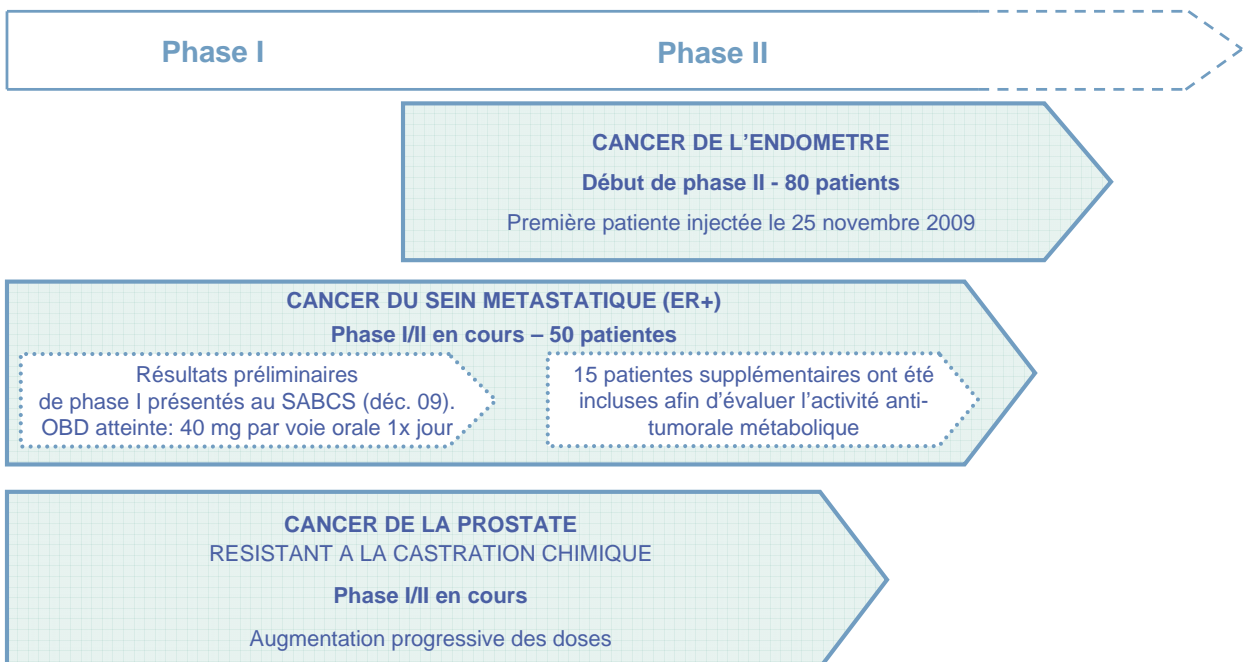 Phase I
Phase II
CANCER DE L'ENDOMETRE
Début de phase II - 80 patients
Première patiente injectée le 25 novembre 2009
CANCER DU SEIN METASTATIQUE (ER+)
Phase I/II en cours – 50 patientes
Résultats préliminaires
de phase I présentés au SABCS (déc. 09).
OBD atteinte: 40 mg par voie orale 1x jour
15 patientes supplémentaires ont été
incluses afin d'évaluer l'activité anti-
tumorale métabolique
CANCER DE LA PROSTATE
RESISTANT A LA CASTRATION CHIMIQUE
Phase I/II en cours
Augmentation progressive des doses